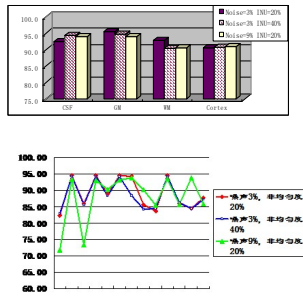 100.0
95.0
90.0
85.0
80.0
75.0
CSF GM WM Cortex
Noise=3% INU=20%
Noise=3% INU=40%
Noise=9% INU=20%
100.00
95.00
90.00
85.00
80.00
75.00
70.00
65.00
60.00
噪声3%, 非均匀度
20%
噪声3%, 非均匀度
40%
噪声9%, 非均匀度
20%